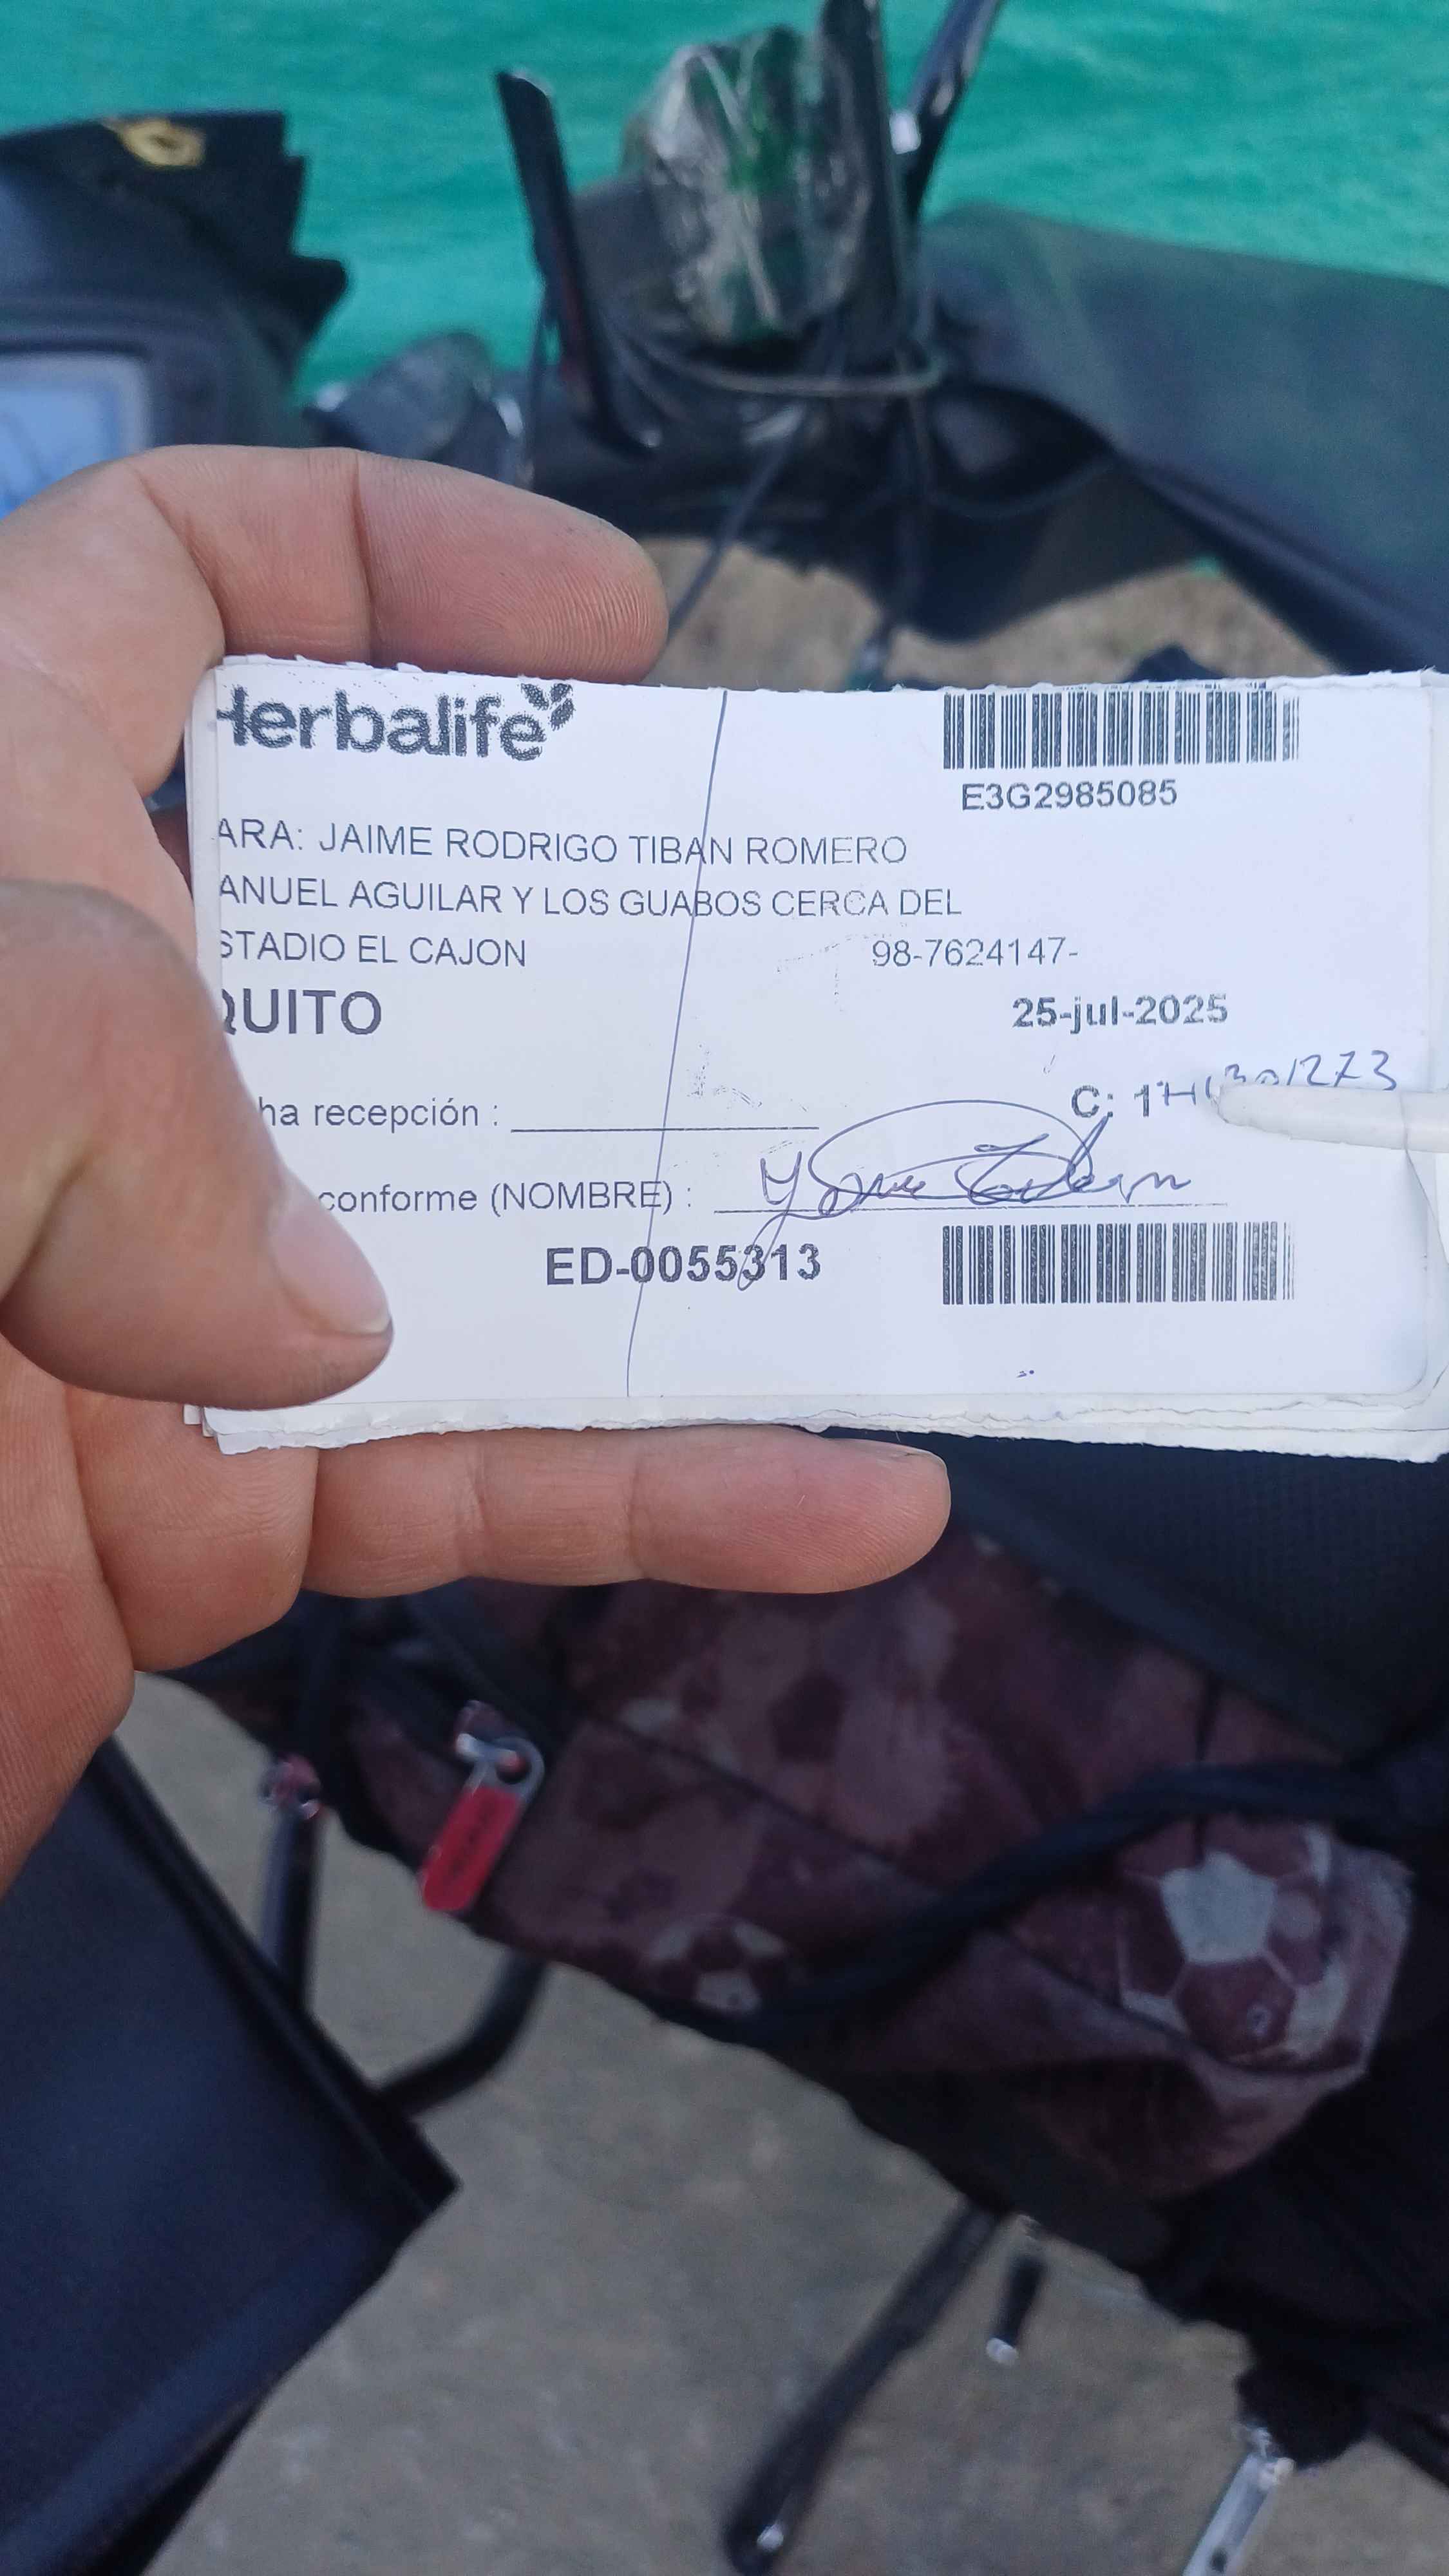 Herbalife
E3G2985085
ARA: JAIME RODRIGO TIBAN ROMERO
ANUEL AGUILAR Y LOS GUABOS CERCA DEL
STADIO EL CAJON 98-7624147-
QUITO 25-jul-2025
ha recepción :
C:
conforme (NOMBRE) :
ED-0055313